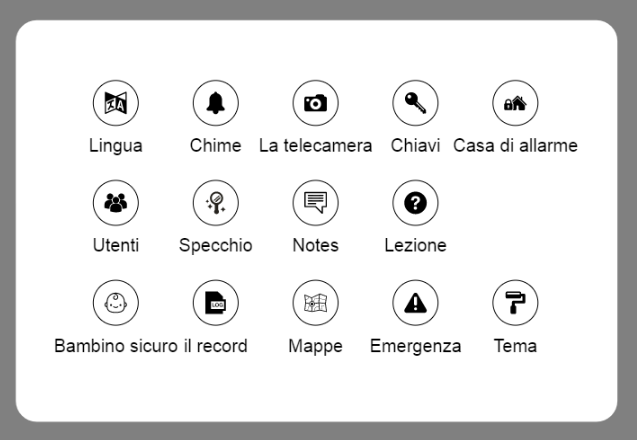 Lingua
Chime
La telecamera
Chiavi
Casa di allarme
Utenti
Specchio
Notes
Lezione
LOG
Bambino sicuro
il record
Mappe
Emergenza
Tema